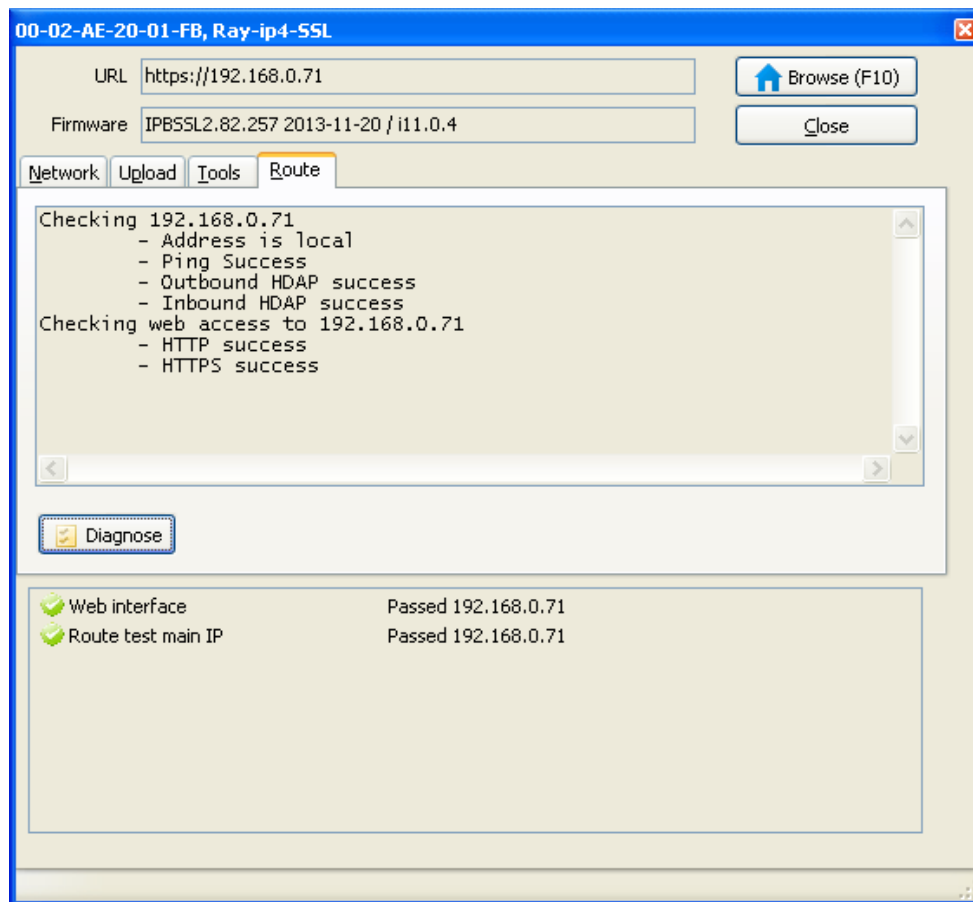 00-02-AE-20-01-FB, Ray-ip4-SSL
URL https://192.168.0.71 Browse (F10)
Firmware IPBSSL2.82.257 2013-11-20 / i11.0.4 Close
Network Upload Tools Route
Checking 192.168.0.71
- Address is local
- Ping Success
- Outbound HDAP success
- Inbound HDAP success
Checking web access to 192.168.0.71
- HTTP success
- HTTPS success
Diagnose
Web interface Passed 192.168.0.71
Route test main IP Passed 192.168.0.71